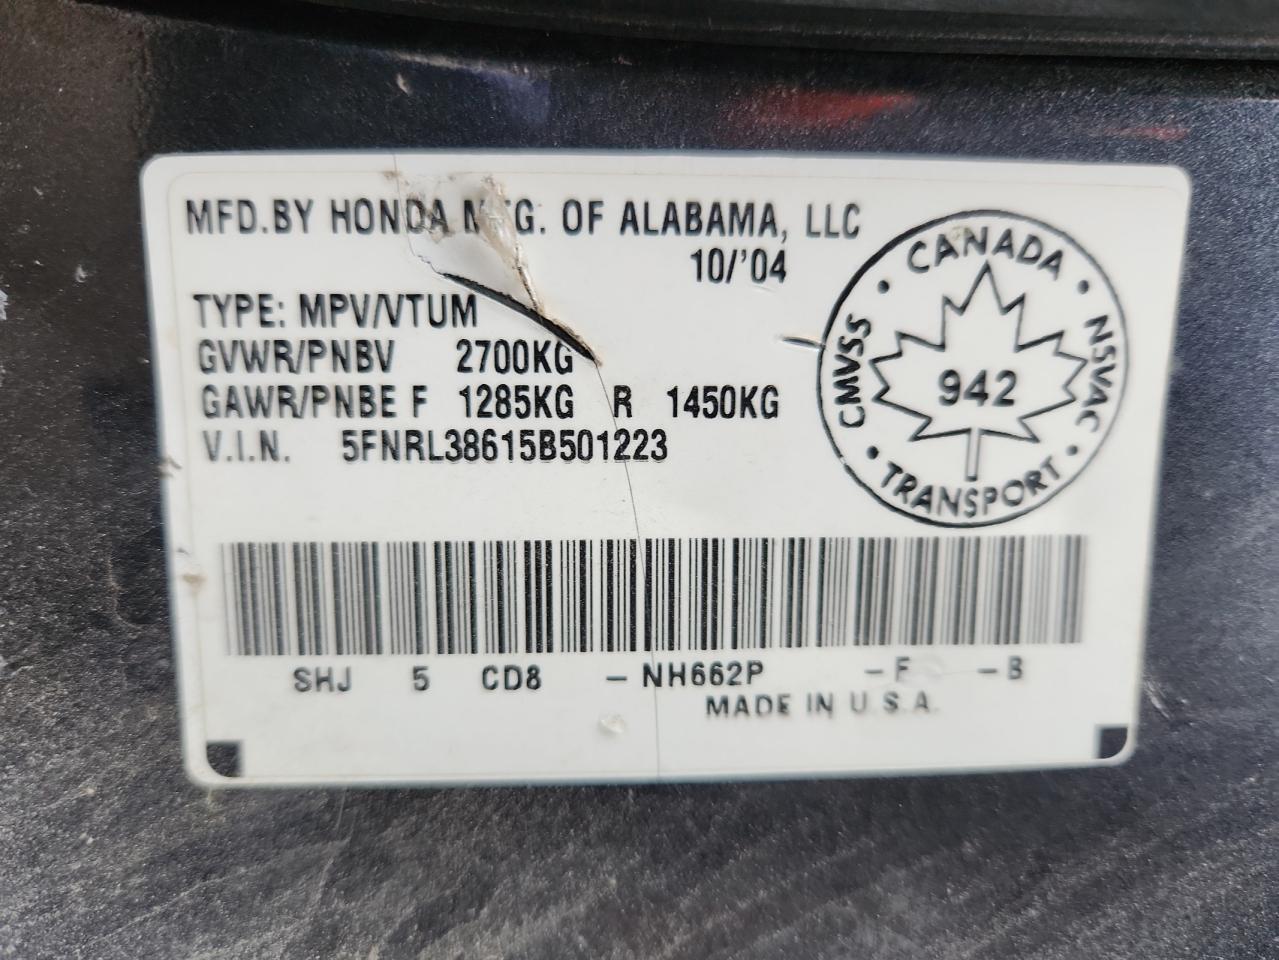 MFD.BY HONDA MFG. OF ALABAMA, LLC
10/'04
TYPE: MPV/VTUM
GVWR/PNBV 2700KG
GAWR/PNBE F 1285KG R 1450KG
V.I.N. 5FNRL38615B501223
CANADA
CMVSS
942
NSVAC
TRANSPORT
SHJ 5 CD8 -NH662P -F -B
MADE IN U.S.A.